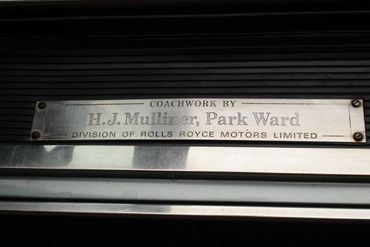 COACHWORK BY
H.J. Mulliner, Park Ward
DIVISION OF ROLLS ROYCE MOTORS LIMITED